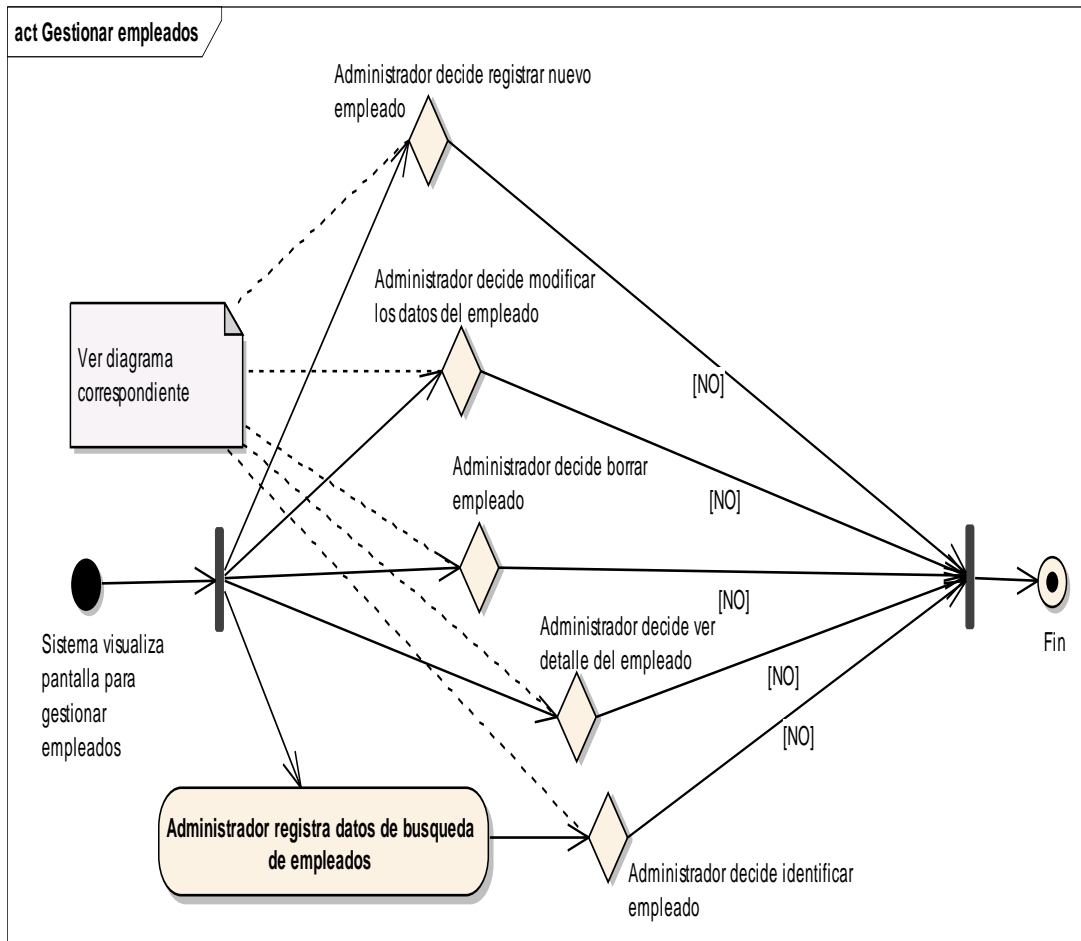 act Gestionar empleados
Administrador decide registrar nuevo
empleado
Administrador decide modificar
los datos del empleado
Ver diagrama
correspondiente
[NO]
Administrador decide borrar
empleado
[NO]
[NO]
Administrador decide ver
detalle del empleado
Sistema visualiza
pantalla para
gestionar
empleados
Fin
[NO]
[NO]
Administrador registra datos de busqueda
de empleados
Administrador decide identificar
empleado